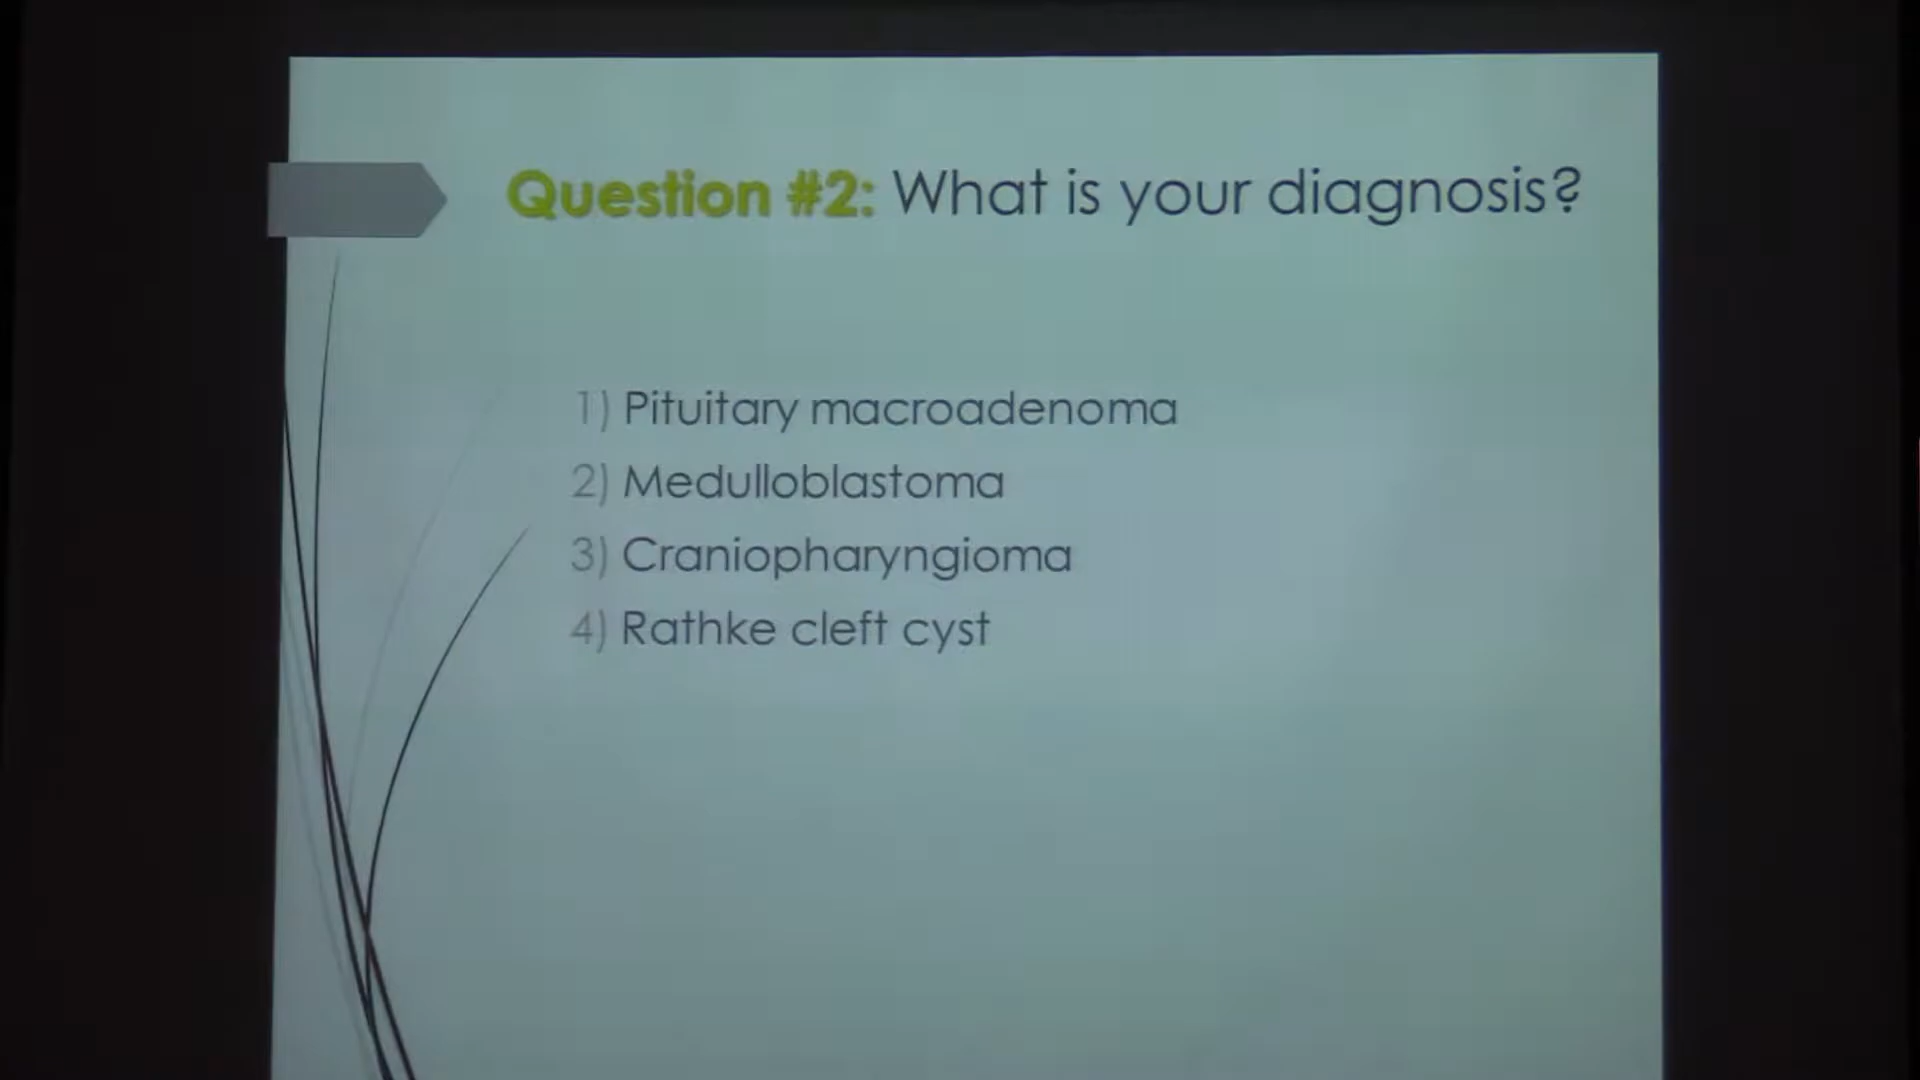 Question #2: What is your diagnosis?
1) Pituitary macroadenoma
2) Medulloblastoma
3) Craniopharyngioma
4) Rathke cleft cyst